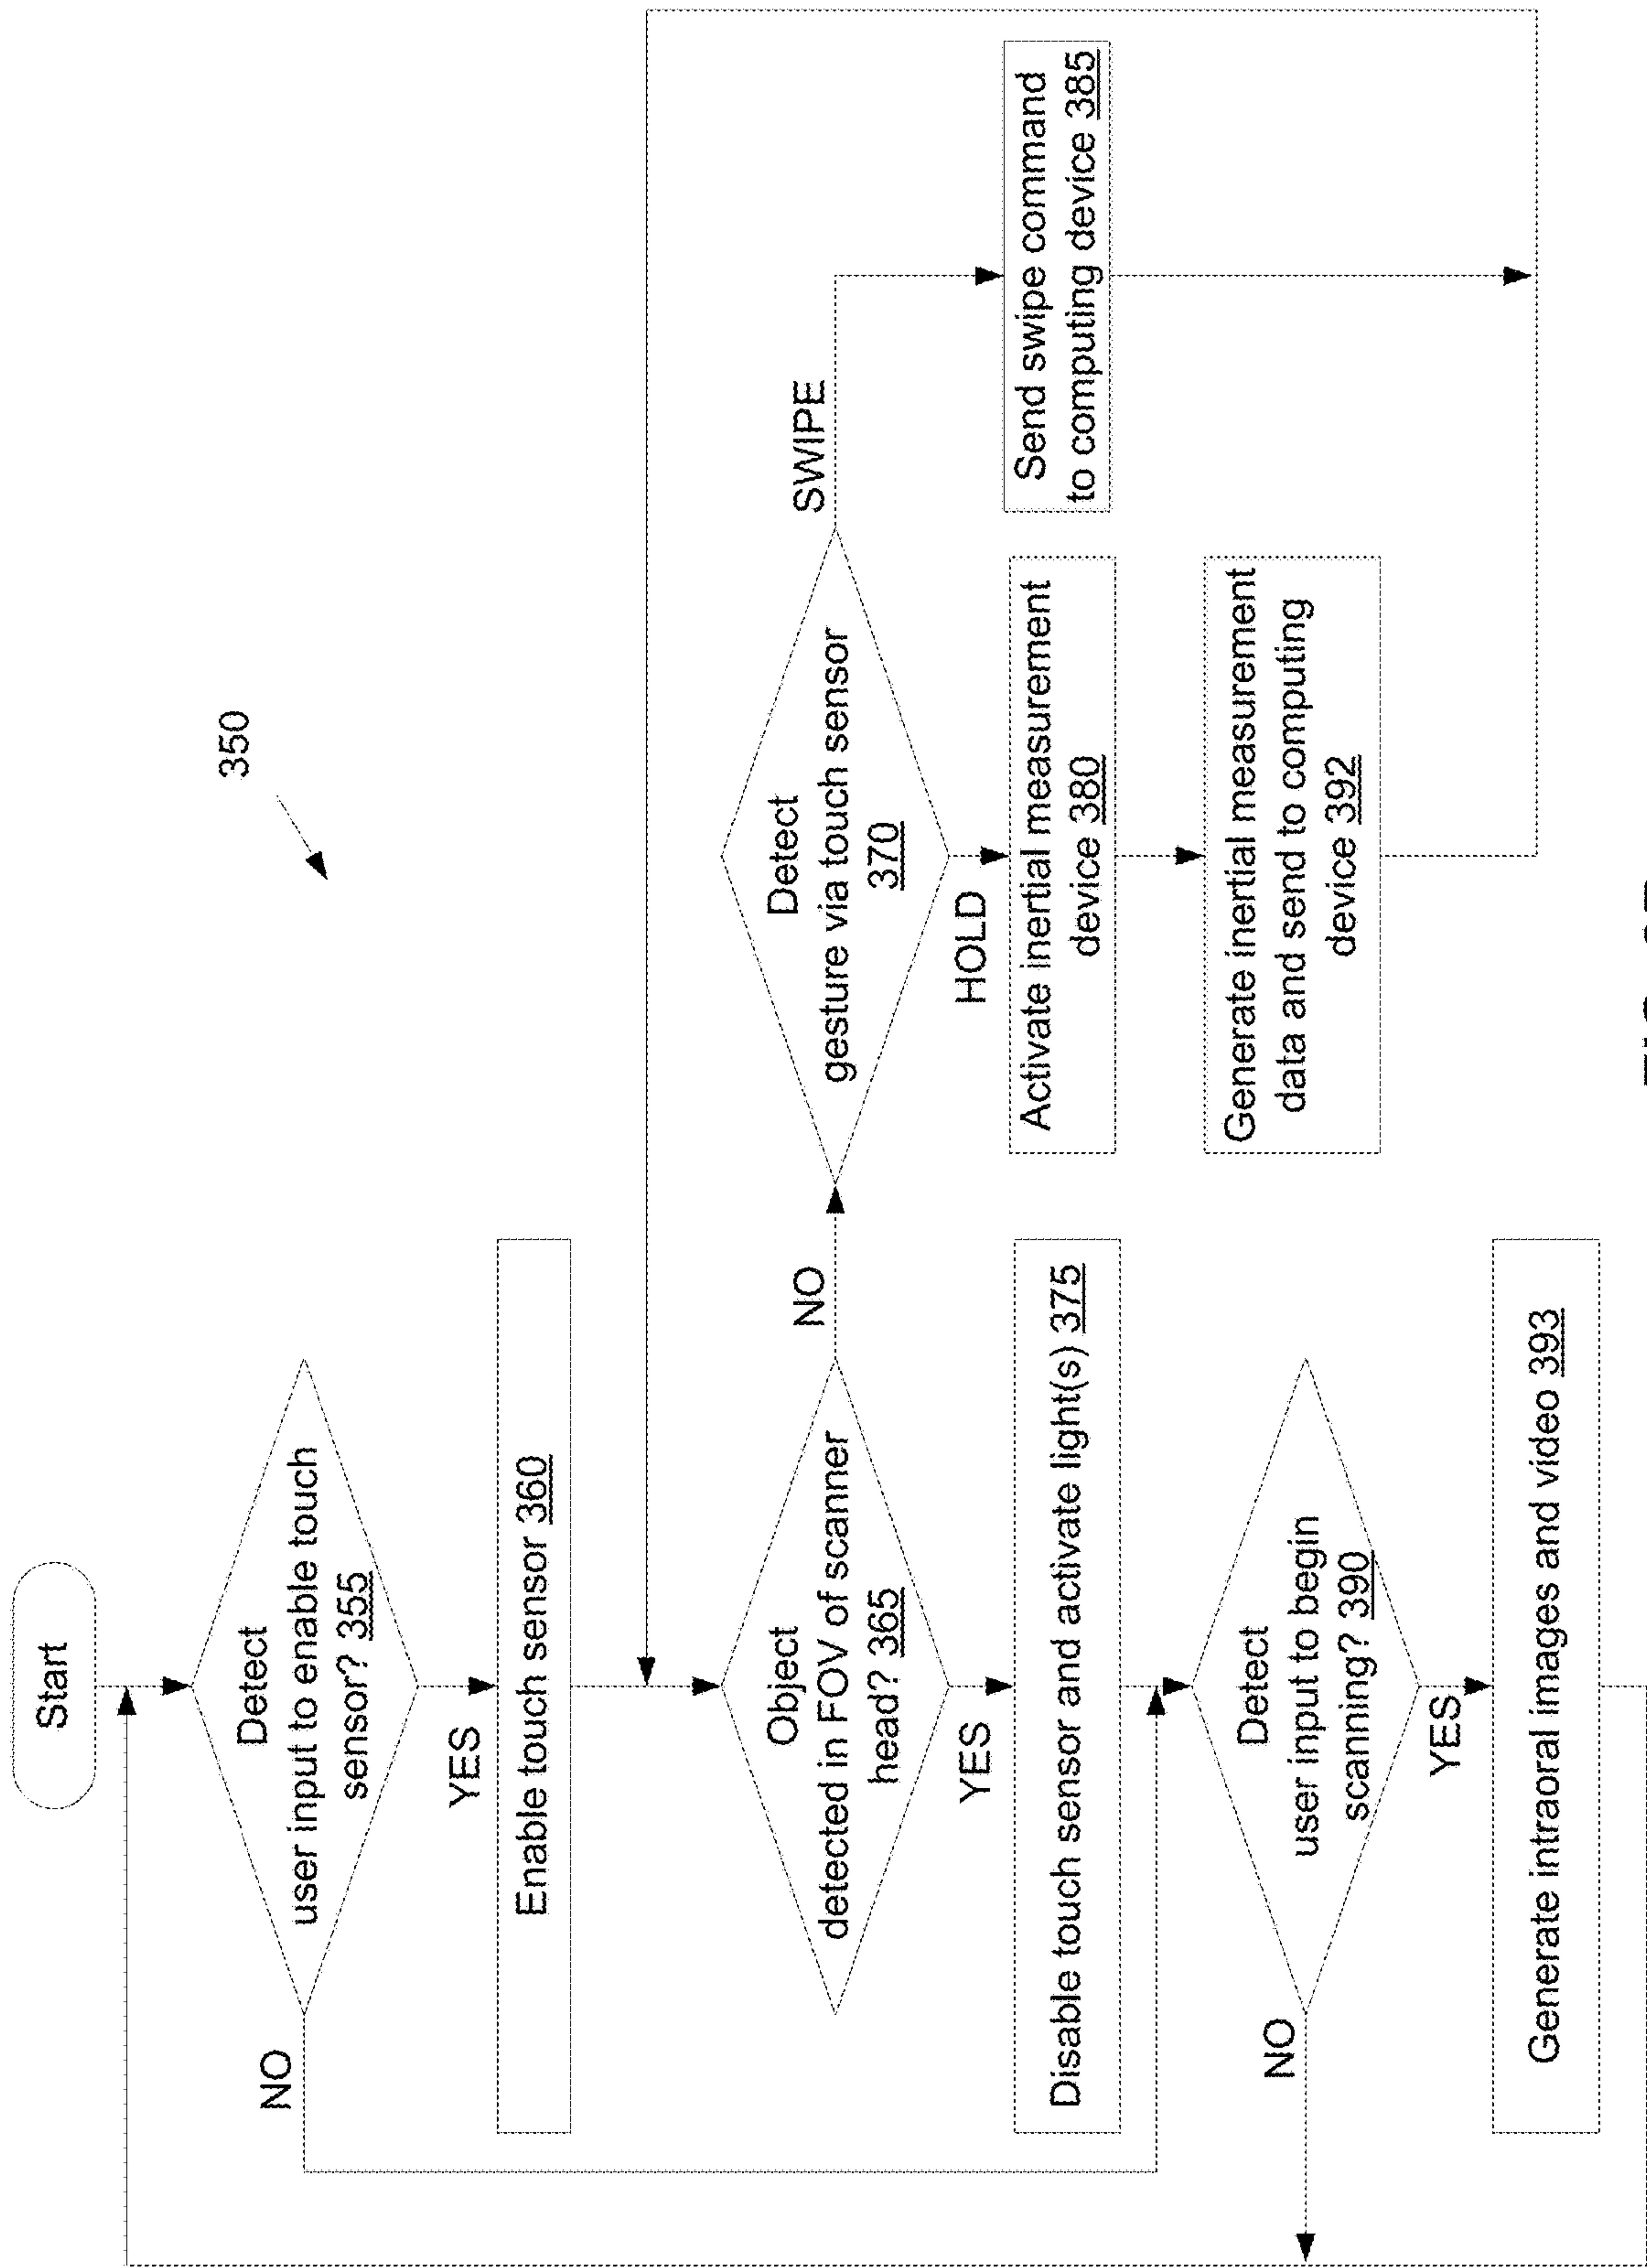 350
Start
Detect
user input to enable touch
sensor? 355
NO
YES
Enable touch sensor 360
Object
detected in FOV of scanner
head? 365
NO
YES
Detect
gesture via touch sensor
370
SWIPE
HOLD
Disable touch sensor and activate light(s) 375
Activate inertial measurement
device 380
Send swipe command
to computing device 385
Detect
user input to begin
scanning? 390
NO
YES
Generate inertial measurement
data and send to computing
device 392
Generate intraoral images and video 393